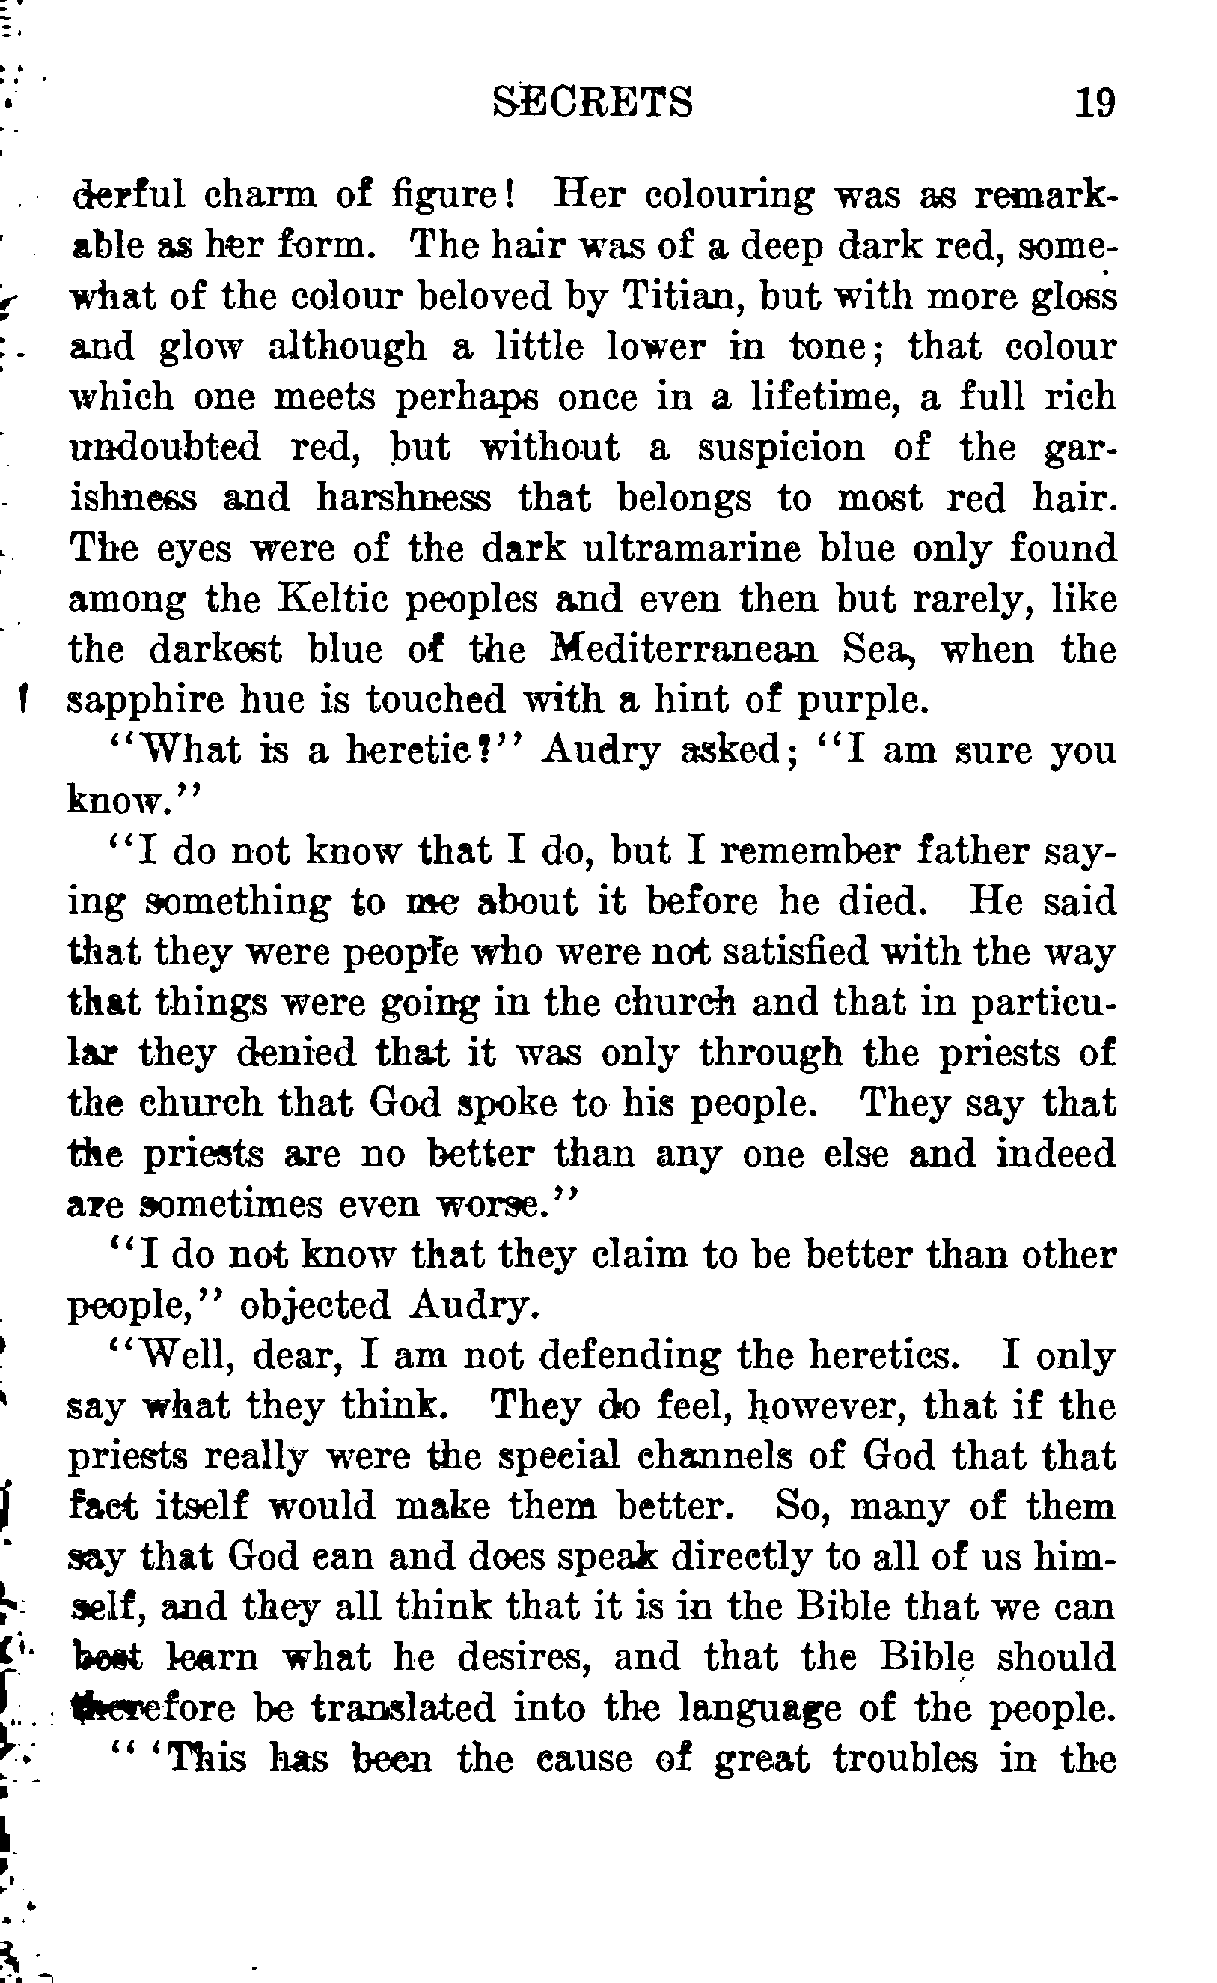 SECRETS 19
derful charm of figure! Her colouring was as remark-
able as her form. The hair was of a deep dark red, some-
what of the colour beloved by Titian, but with more gloss
and glow although a little lower in tone; that colour
which one meets perhaps once in a lifetime, a full rich
undoubted red, but without a suspicion of the gar-
ishness and harshness that belongs to most red hair.
The eyes were of the dark ultramarine blue only found
among the Keltic peoples and even then but rarely, like
the darkest blue of the Mediterranean Sea, when the
sapphire hue is touched with a hint of purple.
"What is a heretic?" Audry asked; "I am sure you
know."
"I do not know that I do, but I remember father say-
ing something to me about it before he died. He said
that they were people who were not satisfied with the way
that things were going in the church and that in particu-
lar they denied that it was only through the priests of
the church that God spoke to his people. They say that
the priests are no better than any one else and indeed
are sometimes even worse."
"I do not know that they claim to be better than other
people," objected Audry.
"Well, dear, I am not defending the heretics. I only
say what they think. They do feel, however, that if the
priests really were the special channels of God that that
fact itself would make them better. So, many of them
say that God can and does speak directly to all of us him-
self, and they all think that it is in the Bible that we can
best learn what he desires, and that the Bible should
therefore be translated into the language of the people.
" 'This has been the cause of great troubles in the